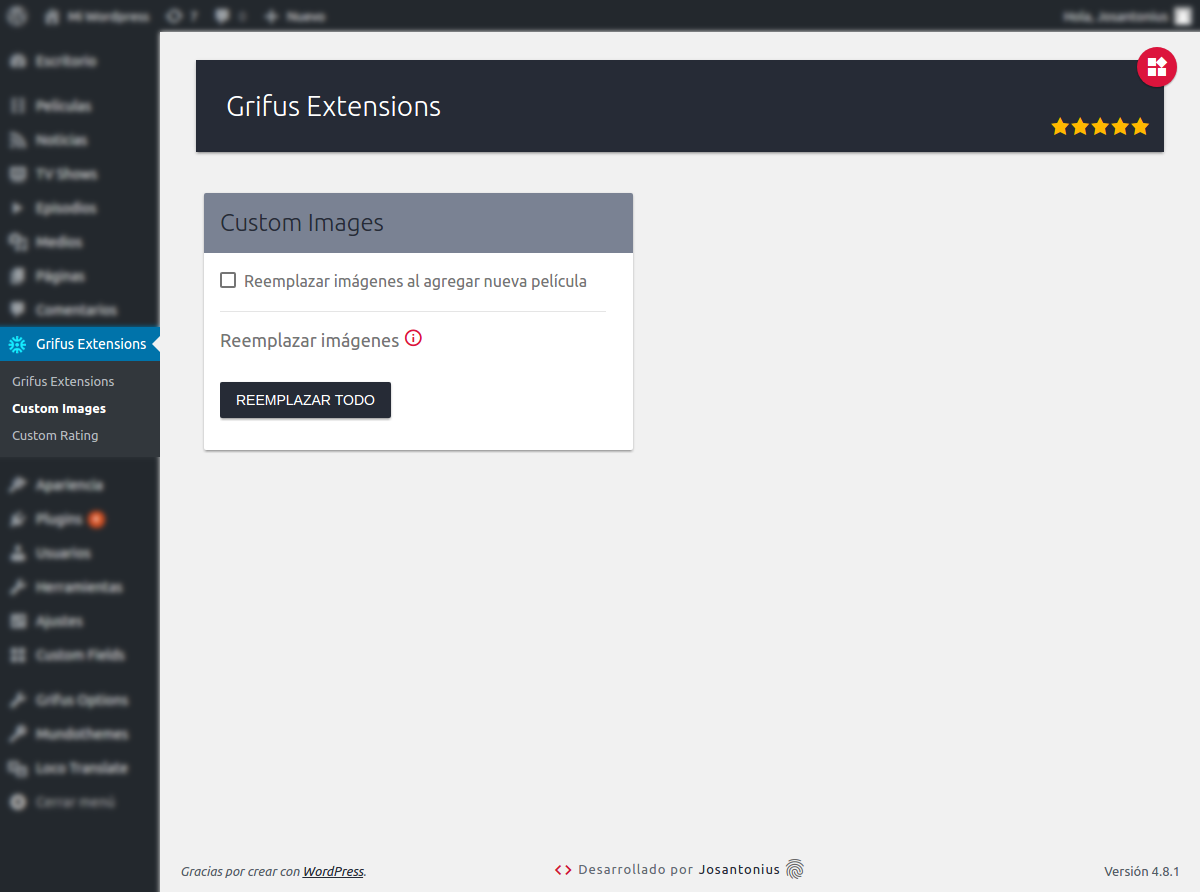 Mi Wordpress 7 Nuevo Hola, Josantonius
Escritorio
Películas
Noticias
TV Shows
Episodios
Medios
Páginas
Comentarios
Grifus Extensions
Grifus Extensions
Custom Images
Custom Rating
Apariencia
Plugins
Usuarios
Herramientas
Ajustes
Custom Fields
Grifus Options
Mundothemes
Loco Translate
Cerrar menú
Grifus Extensions
Custom Images
Reemplazar imágenes al agregar nueva película
Reemplazar imágenes
REEMPLAZAR TODO
Gracias por crear con WordPress.
Desarrollado por Josantonius
Versión 4.8.1